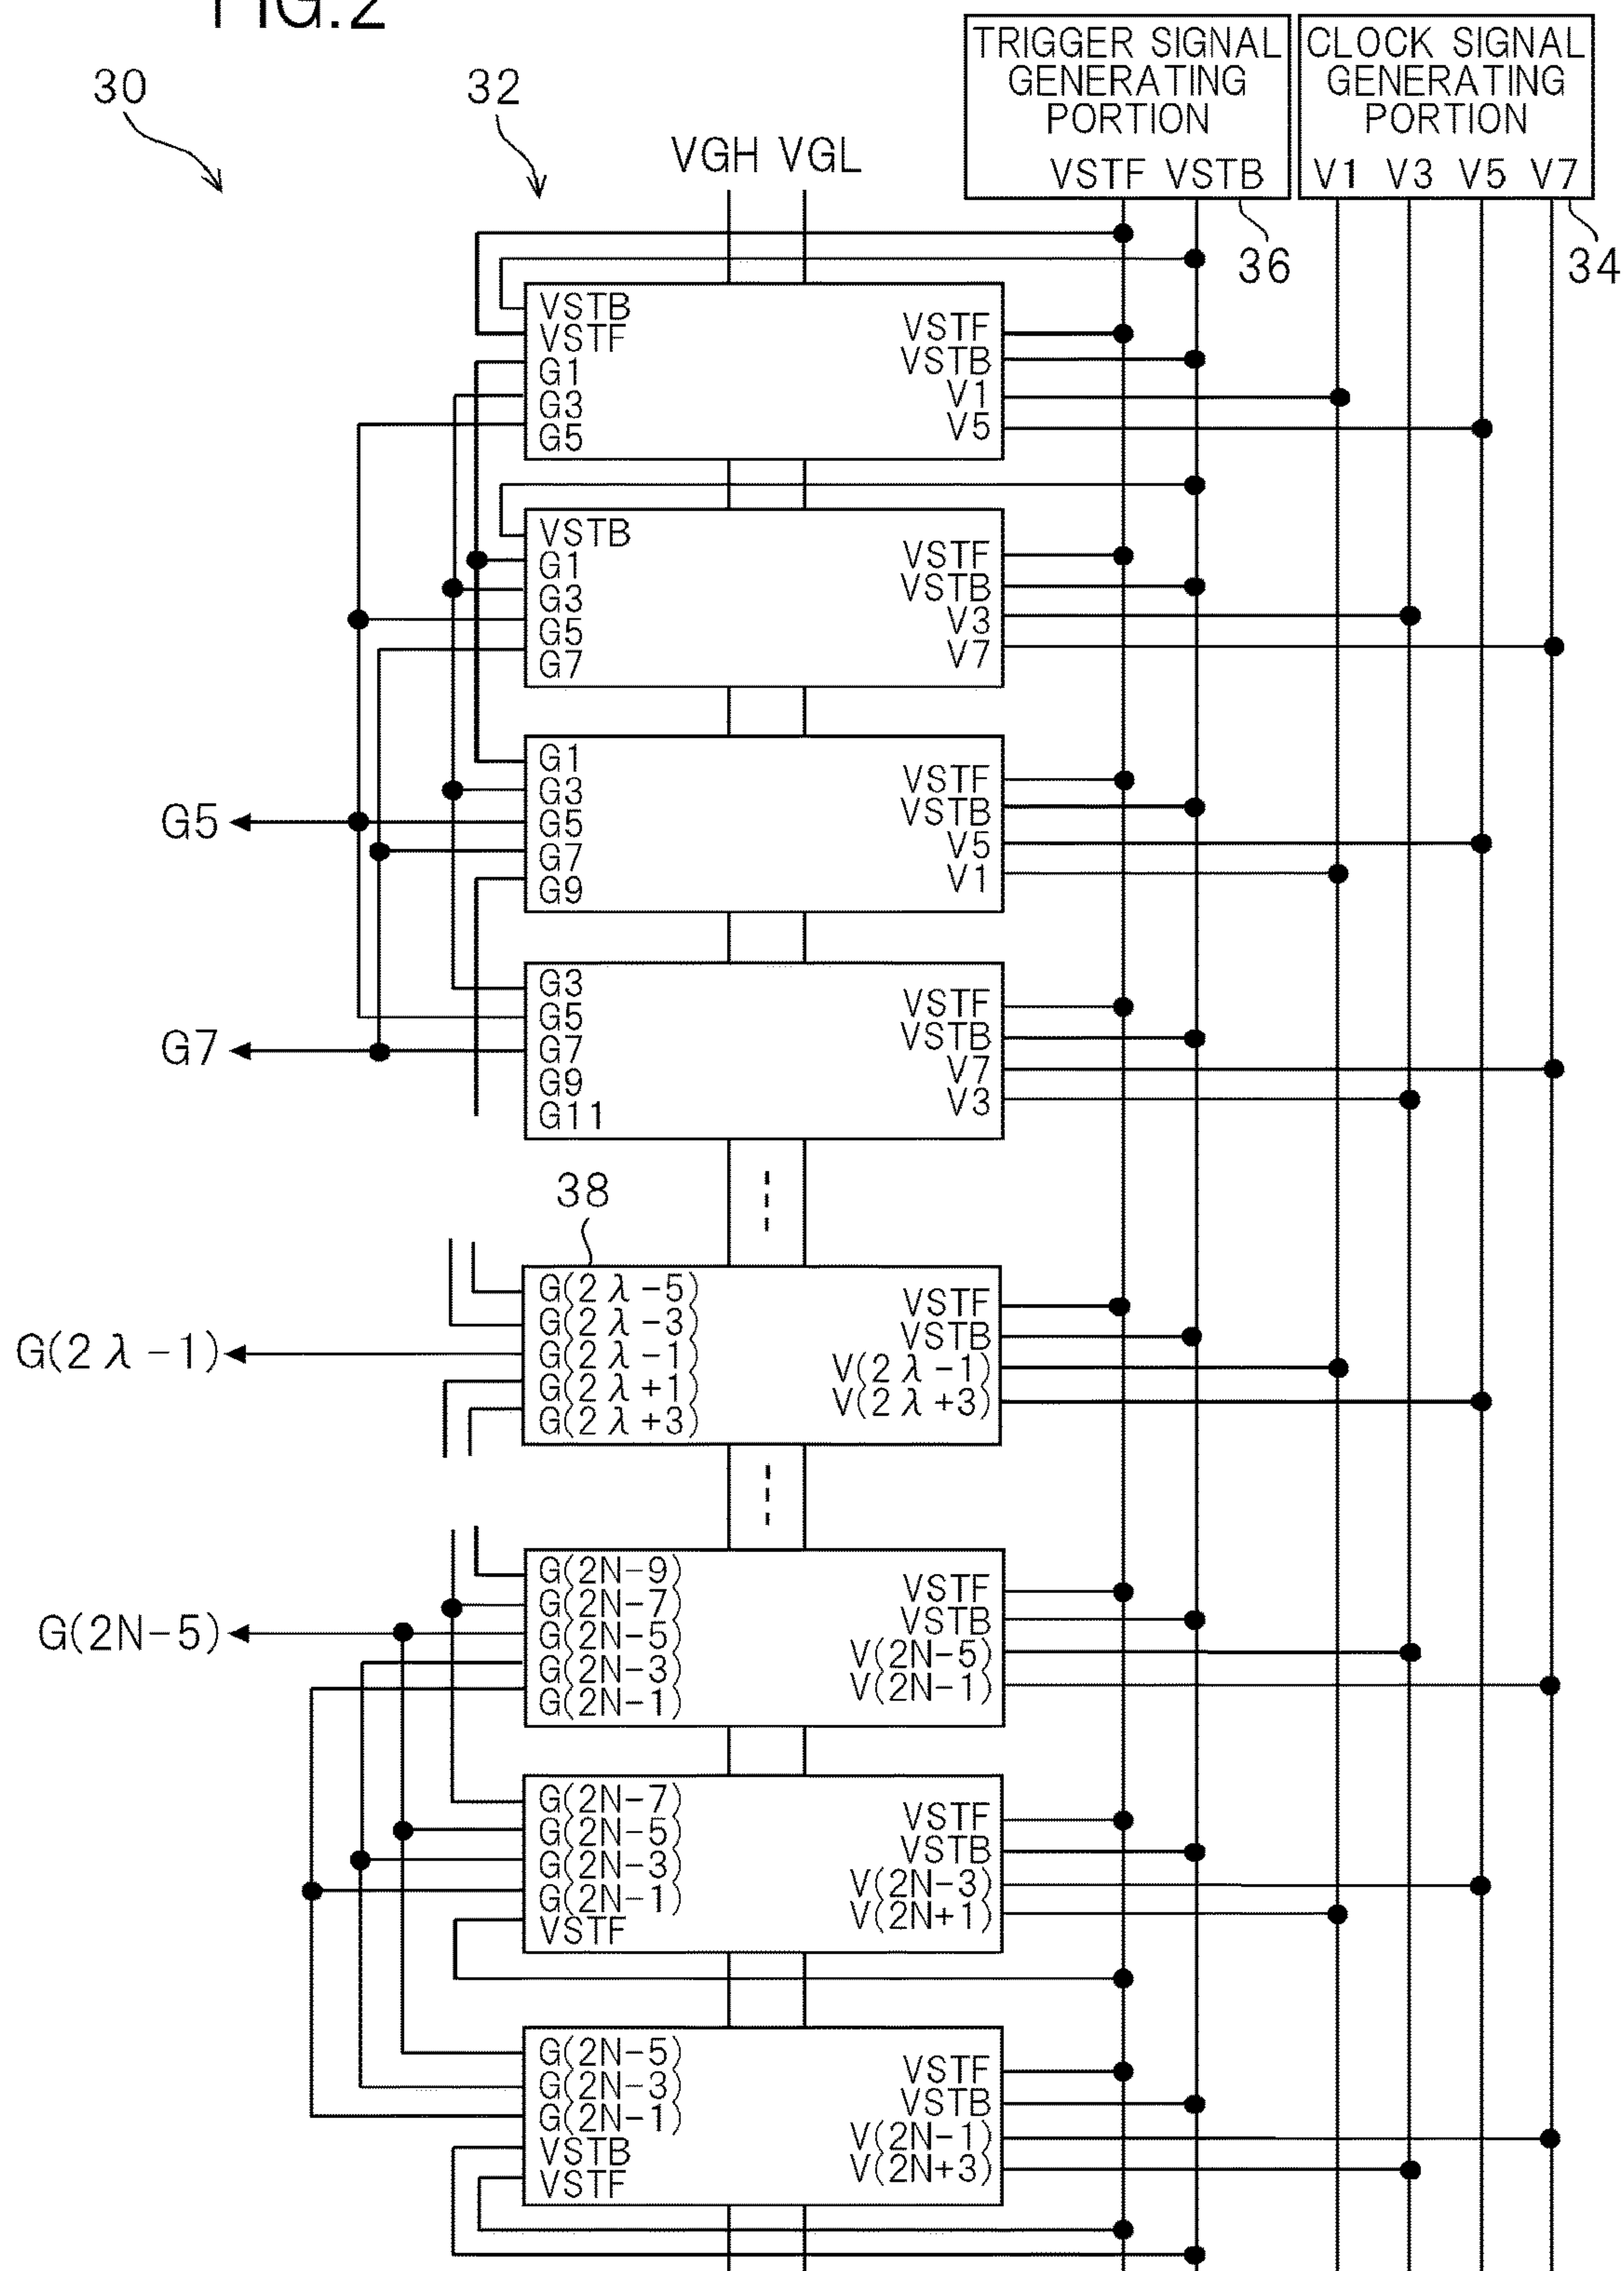 FIG.2
30
32
VGH VGL
TRIGGER SIGNAL
GENERATING
PORTION
VSTF VSTB
CLOCK SIGNAL
GENERATING
PORTION
V1 V3 V5 V7
36
34
VSTB
VSTF
G1
G3
G5
VSTF
VSTB
V1
V5
VSTB
G1
G3
G5
G7
VSTF
VSTB
V3
V7
G5
G1
G3
G5
G7
G9
VSTF
VSTB
V5
V1
G7
G3
G5
G7
G9
G11
VSTF
VSTB
V7
V3
38
G(2λ-1)
G(2λ-5)
G(2λ-3)
G(2λ-1)
G(2λ+1)
G(2λ+3)
VSTF
VSTB
V(2λ-1)
V(2λ+3)
G(2N-5)
G(2N-9)
G(2N-7)
G(2N-5)
G(2N-3)
G(2N-1)
VSTF
VSTB
V(2N-5)
V(2N-1)
G(2N-7)
G(2N-5)
G(2N-3)
G(2N-1)
VSTF
VSTF
VSTB
V(2N-3)
V(2N+1)
G(2N-5)
G(2N-3)
G(2N-1)
VSTB
VSTF
VSTF
VSTB
V(2N-1)
V(2N+3)